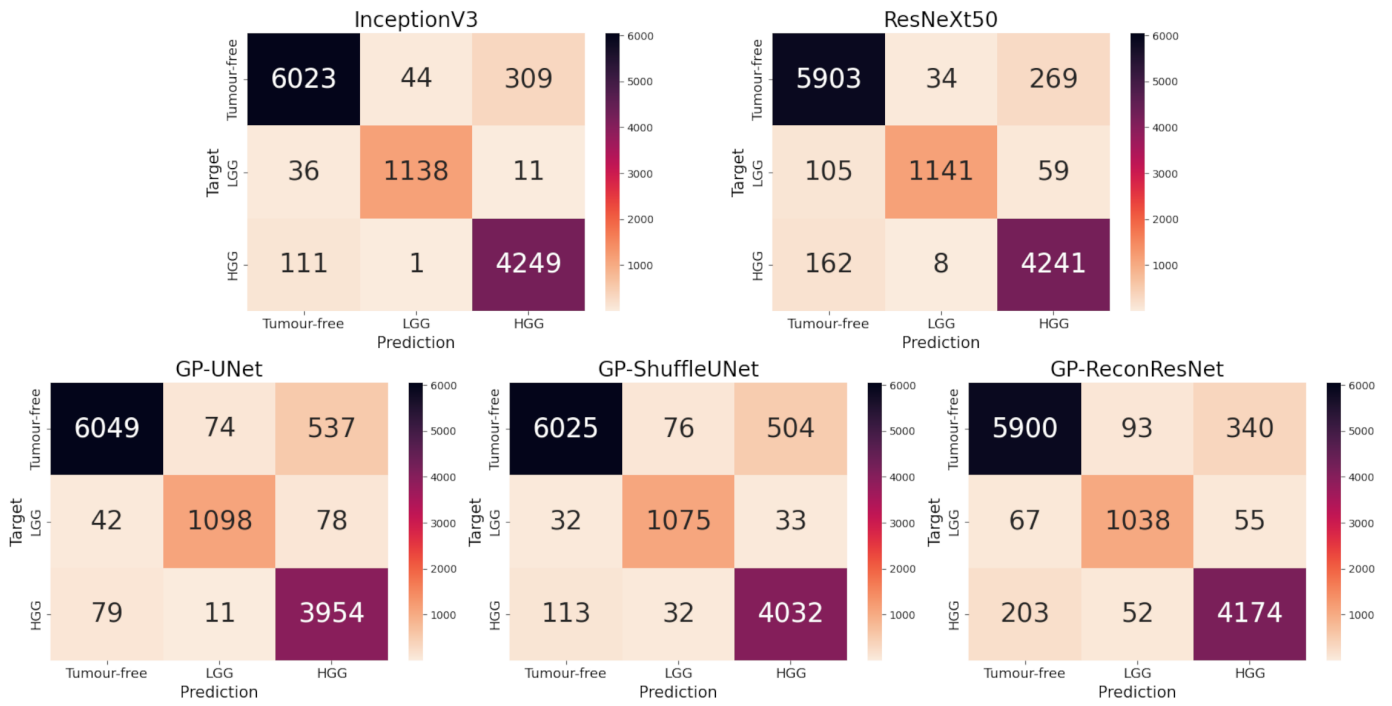 InceptionV3
Tumour-free
LGG
HGG
Target
6023 44 309
36 1138 11
111 1 4249
Tumour-free LGG HGG
Prediction
6000
5000
4000
3000
2000
1000
ResNeXt50
Tumour-free
LGG
HGG
Target
5903 34 269
105 1141 59
162 8 4241
Tumour-free LGG HGG
Prediction
6000
5000
4000
3000
2000
1000
GP-UNet
Tumour-free
LGG
HGG
Target
6049 74 537
42 1098 78
79 11 3954
Tumour-free LGG HGG
Prediction
6000
5000
4000
3000
2000
1000
GP-ShuffleUNet
Tumour-free
LGG
HGG
Target
6025 76 504
32 1075 33
113 32 4032
Tumour-free LGG HGG
Prediction
6000
5000
4000
3000
2000
1000
GP-ReconResNet
Tumour-free
LGG
HGG
Target
5900 93 340
67 1038 55
203 52 4174
Tumour-free LGG HGG
Prediction
6000
5000
4000
3000
2000
1000